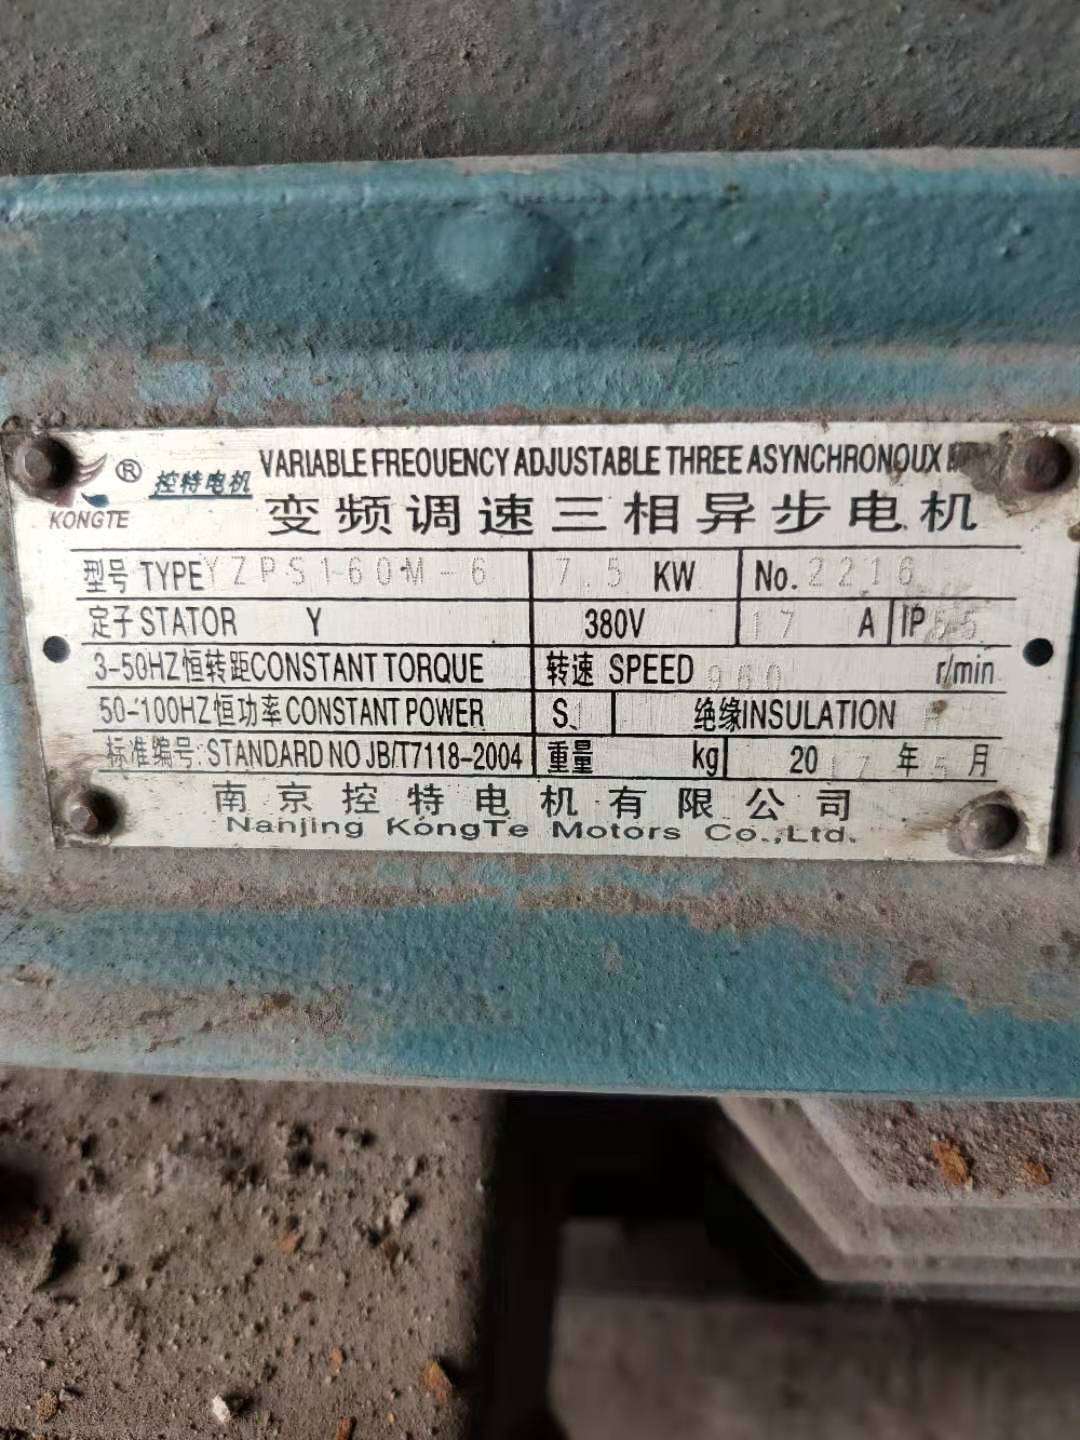 ® 控特电机 VARIABLE FREOUENCY ADJUSTABLE THREE ASYNCHRONOUX
KONGTE 变频调速三相异步电机
型号 TYPE YZPS160M-6 7.5 KW No. 2216
定子 STATOR Y 380V 17 A IP 55
3-50HZ 恒转距 CONSTANT TORQUE 转速 SPEED 960 r/min
50-100HZ 恒功率 CONSTANT POWER S1 绝缘 INSULATION
标准编号: STANDARD NO JB/T7118-2004 重量 kg 2017 年 5 月
南京控特电机有限公司
Nanjing KongTe Motors Co.,Ltd.